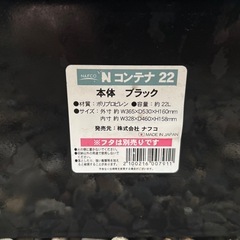 NAFCO Nコンテナ 22
本体 ブラック
●材質：ポリプロピレン ●容量：約22L
●サイズ：外寸 約W365×D530×H160mm
内寸 約W328×D460×H158mm
発売元：株式会社 ナフコ
MADE IN JAPAN
※フタは別売りです
2100216007911